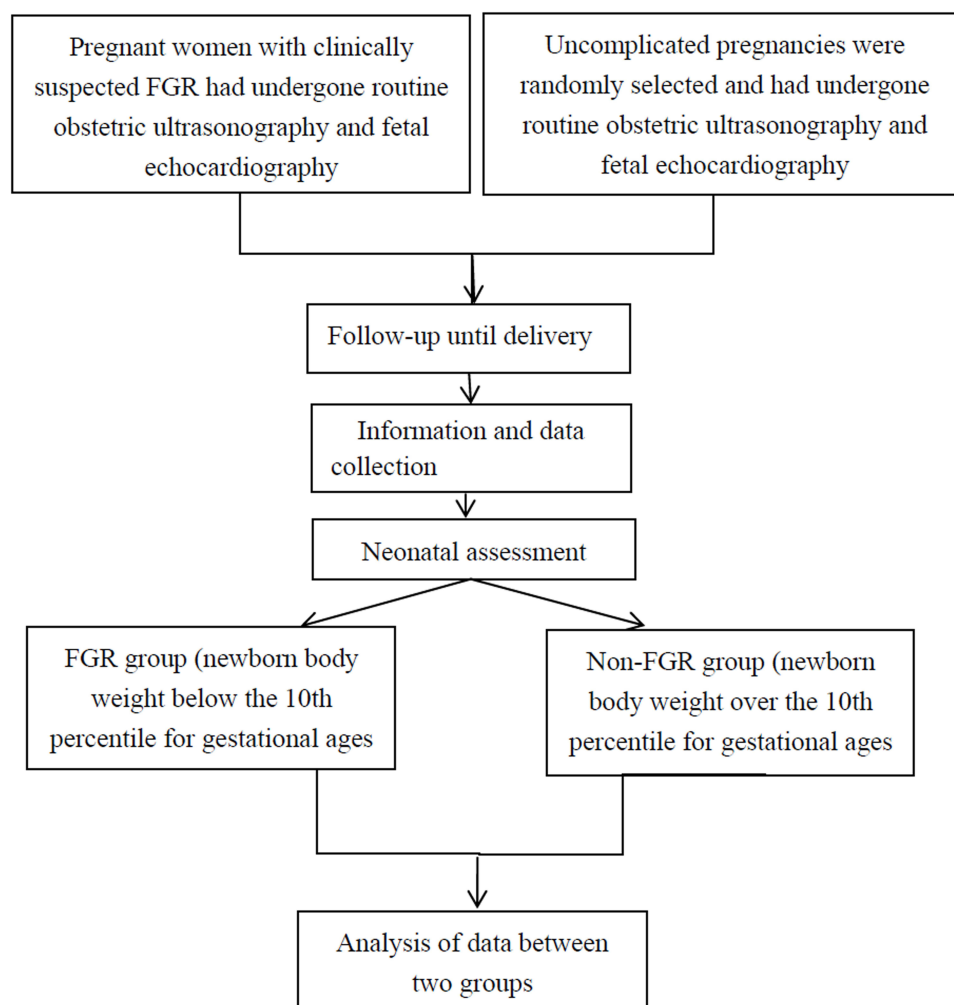 Pregnant women with clinically
suspected FGR had undergone routine
obstetric ultrasonography and fetal
echocardiography
Uncomplicated pregnancies were
randomly selected and had undergone
routine obstetric ultrasonography and
fetal echocardiography
Follow-up until delivery
Information and data
collection
Neonatal assessment
FGR group (newborn body
weight below the 10th
percentile for gestational ages
Non-FGR group (newborn
body weight over the 10th
percentile for gestational ages
Analysis of data between
two groups